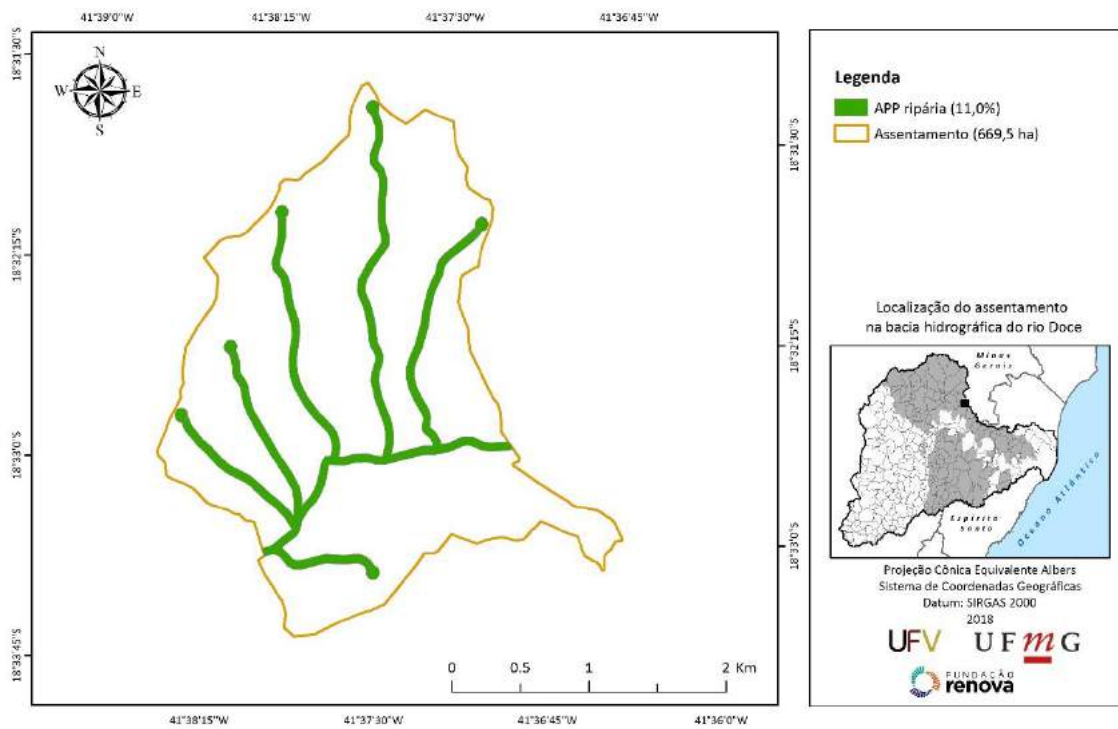 41°39'0"W 41°38'15"W 41°37'30"W 41°36'45"W
18°31'30"S
18°32'15"S
18°33'0"S
18°33'45"S
N
W E
S
0 0.5 1 2 Km
18°31'30"S
18°32'15"S
18°33'0"S
41°38'15"W 41°37'30"W 41°36'45"W 41°36'0"W
Legenda
APP ripária (11,0%)
Assentamento (669,5 ha)
Localização do assentamento
na bacia hidrográfica do rio Doce
Minas
Gerais
Espírito
Santo
Oceano Atlântico
Projeção Cônica Equivalente Albers
Sistema de Coordenadas Geográficas
Datum: SIRGAS 2000
2018
UFV UFmG
FUNDAÇÃO
renova